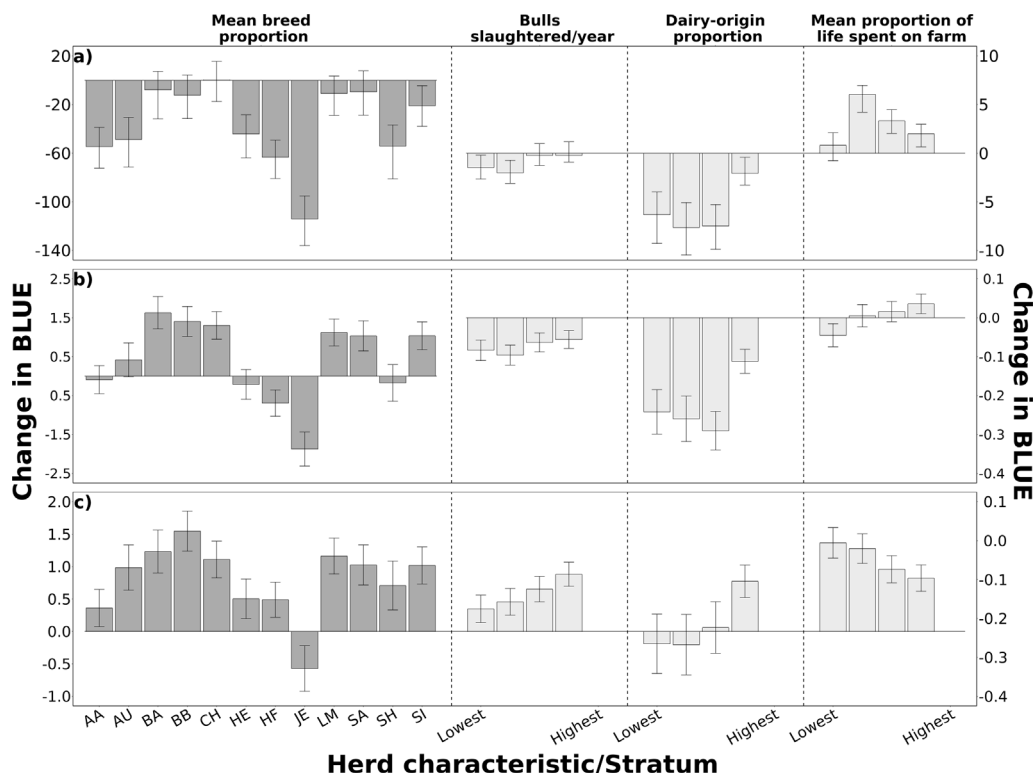 Mean breed
proportion
Bulls
slaughtered/year
Dairy-origin
proportion
Mean proportion of
life spent on farm
a)
20
-20
-60
-100
-140
10
5
0
-5
-10
b)
2.5
1.5
0.5
0.5
-1.5
-2.5
0.1
0.0
-0.1
-0.2
-0.3
-0.4
c)
2.0
1.5
1.0
0.5
0.0
-0.5
-1.0
0.1
0.0
-0.1
-0.2
-0.3
-0.4
Change in BLUE
Change in BLUE
AA AU BA BB CH HE HF JE LM SA SH SI
Lowest Highest
Lowest Highest
Lowest Highest
Herd characteristic/Stratum